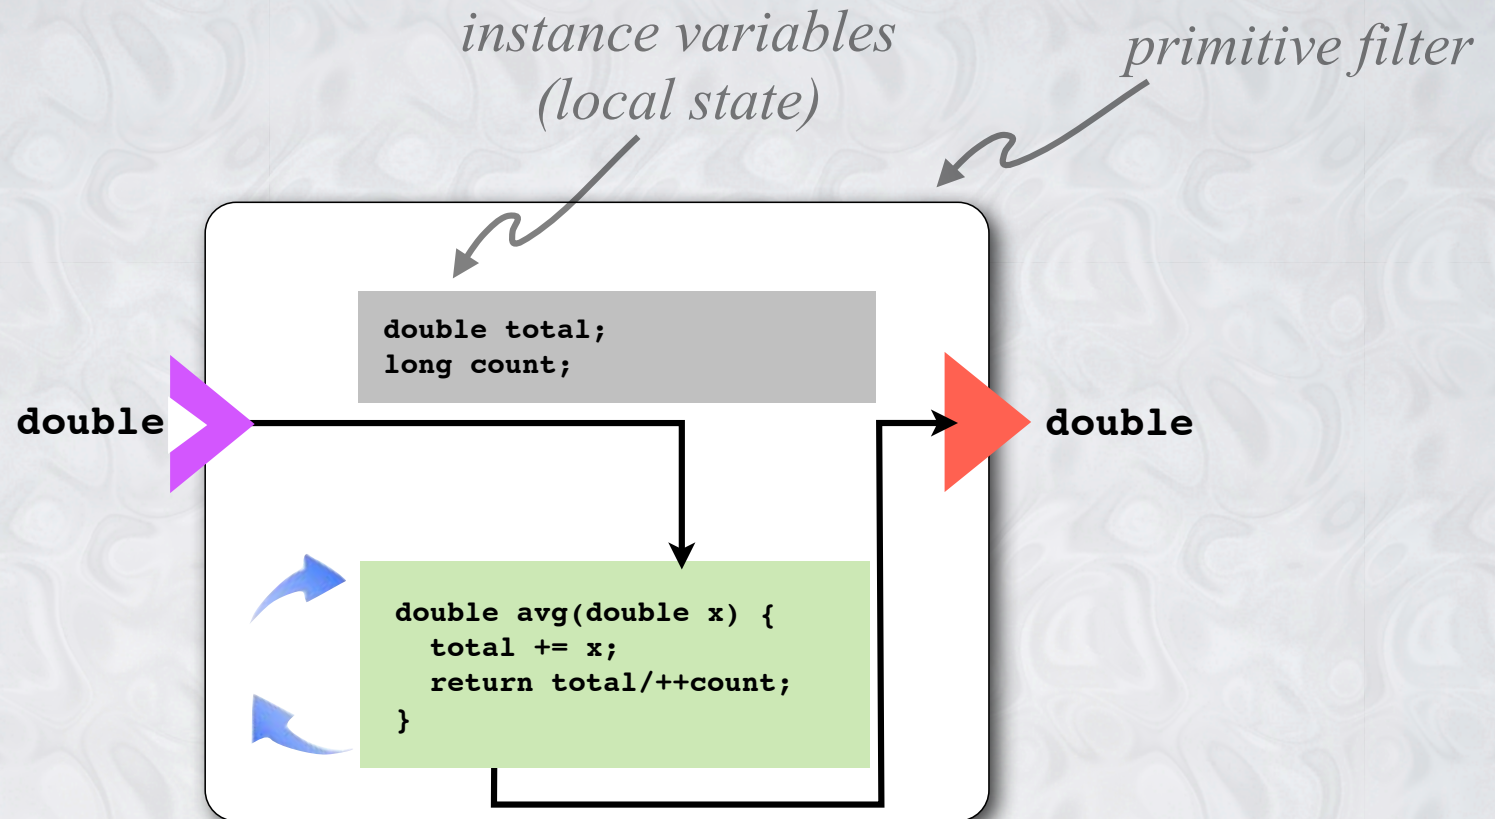 instance variables
(local state)
primitive filter
double total;
long count;
double
double
double avg(double x) {
  total += x;
  return total/++count;
}